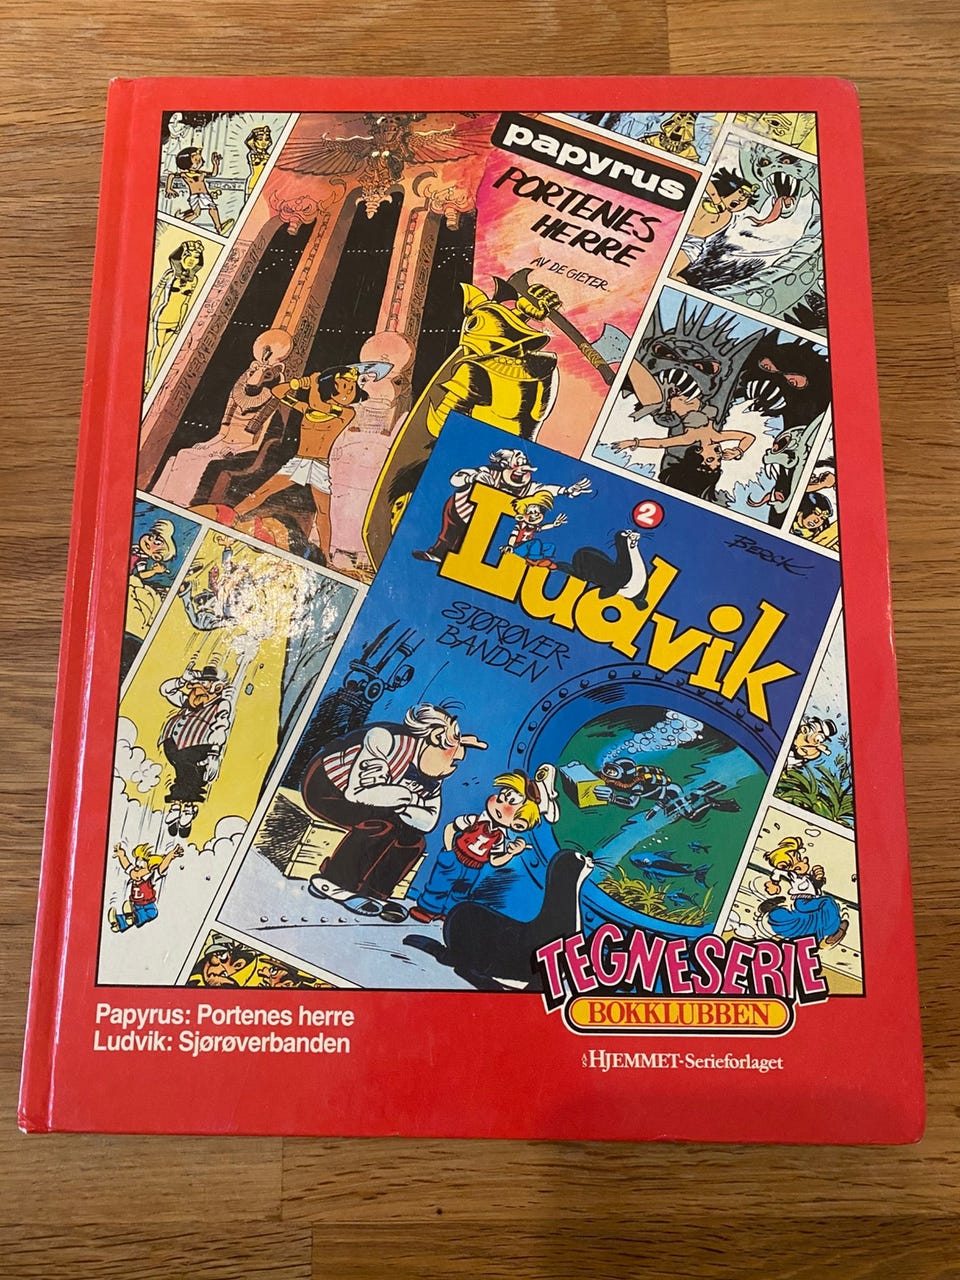 papyrus
PORTENES
HERRE
AV DE GIETER
2
BERCK
Ludvik
SJØRØVER-
BANDEN
L
L
TEGNESERIE
BOKKLUBBEN
Papyrus: Portenes herre
Ludvik: Sjørøverbanden
A/S HJEMMET-Serieforlaget